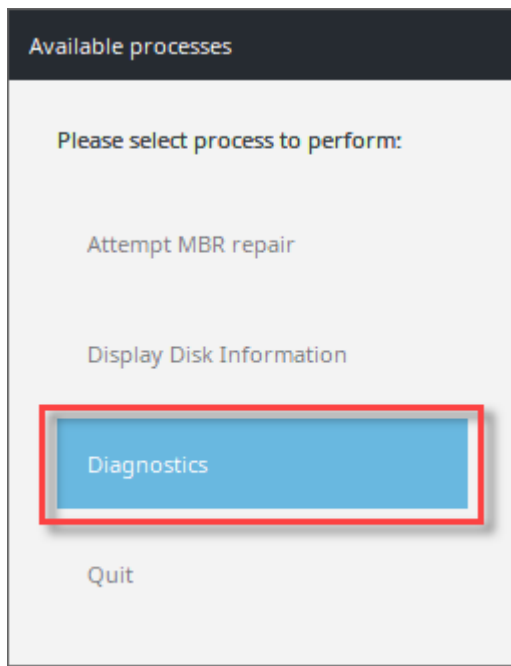 Available processes
Please select process to perform:
Attempt MBR repair
Display Disk Information
Diagnostics
Quit